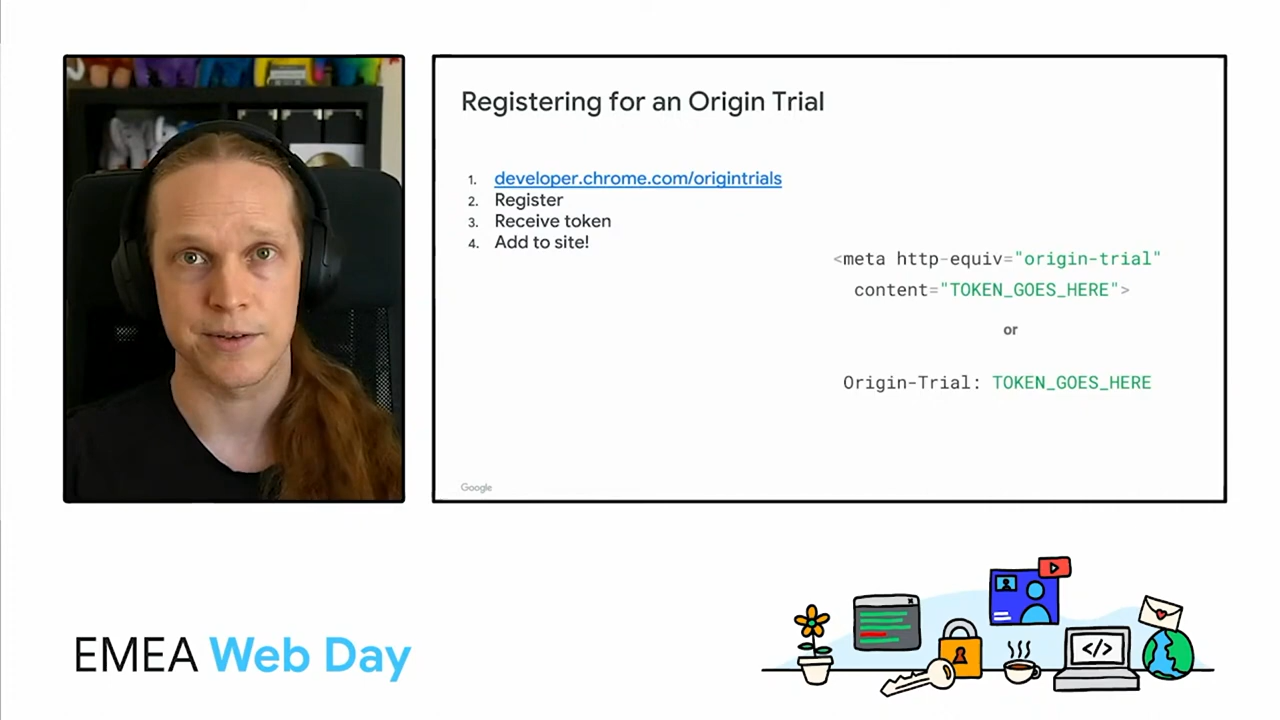 Registering for an Origin Trial
1. developer.chrome.com/origintrials
2. Register
3. Receive token
4. Add to site!
<meta http-equiv="origin-trial"
content="TOKEN_GOES_HERE">
or
Origin-Trial: TOKEN_GOES_HERE
Google
EMEA Web Day
</>